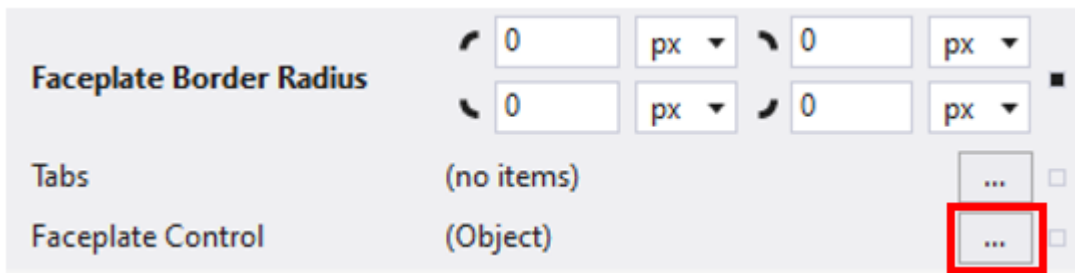 0 px 0 px
Faceplate Border Radius
0 px 0 px
Tabs (no items) ...
Faceplate Control (Object) ...